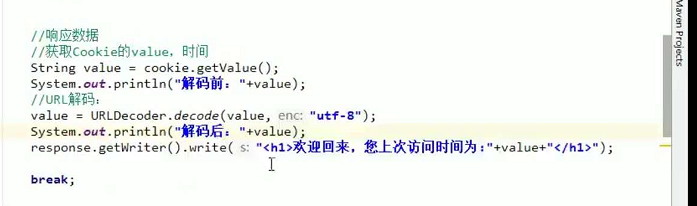 //响应数据
//获取Cookie的value，时间
String value = cookie.getValue();
System.out.println("解码前："+value);
//URL解码：
value = URLDecoder.decode(value, enc: "utf-8");
System.out.println("解码后："+value);
response.getWriter().write( s: "<h1>欢迎回来，您上次访问时间为:"+value+"</h1>");
break;
Maven Projects